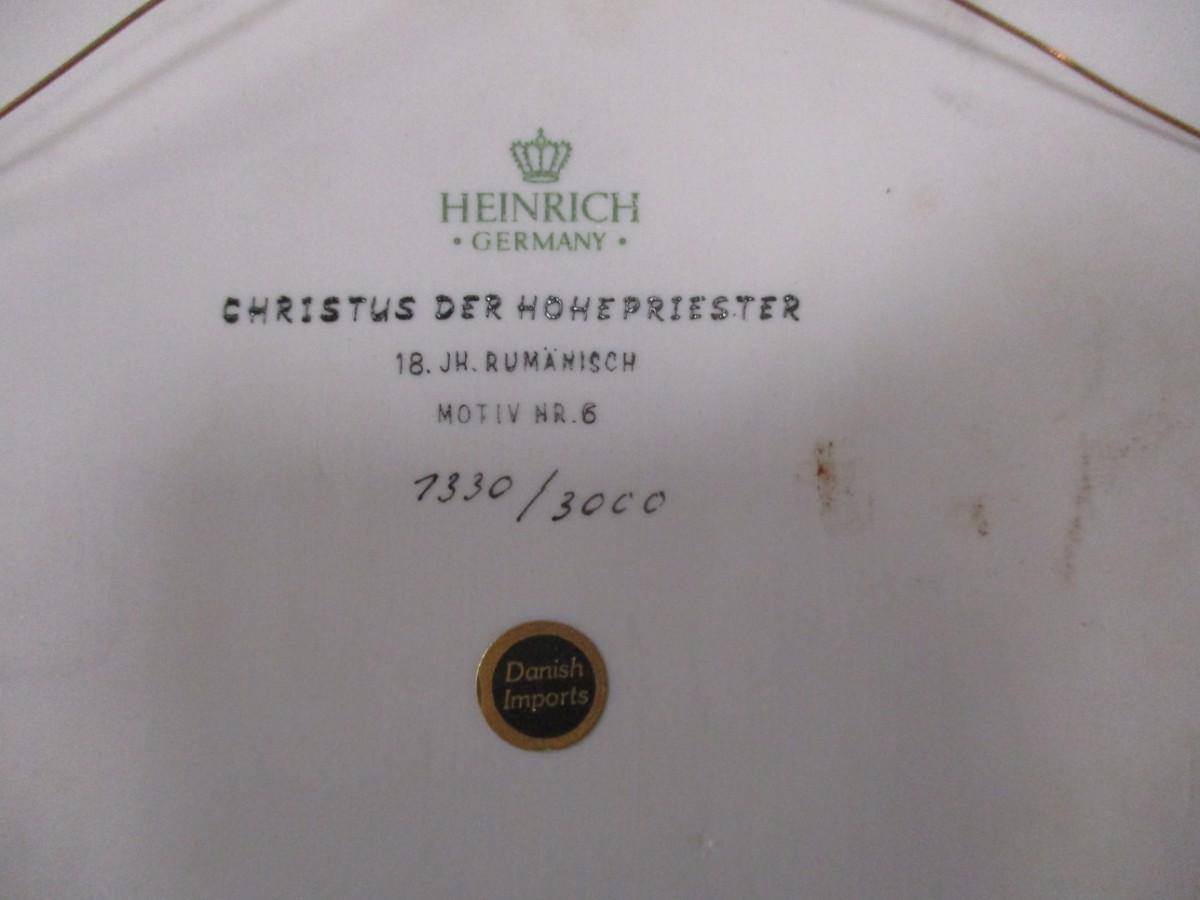 HEINRICH
• GERMANY •
CHRISTUS DER HOHEPRIESTER
18. JH. RUMÄNISCH
MOTIV NR. 6
1330/3000
Danish
Imports